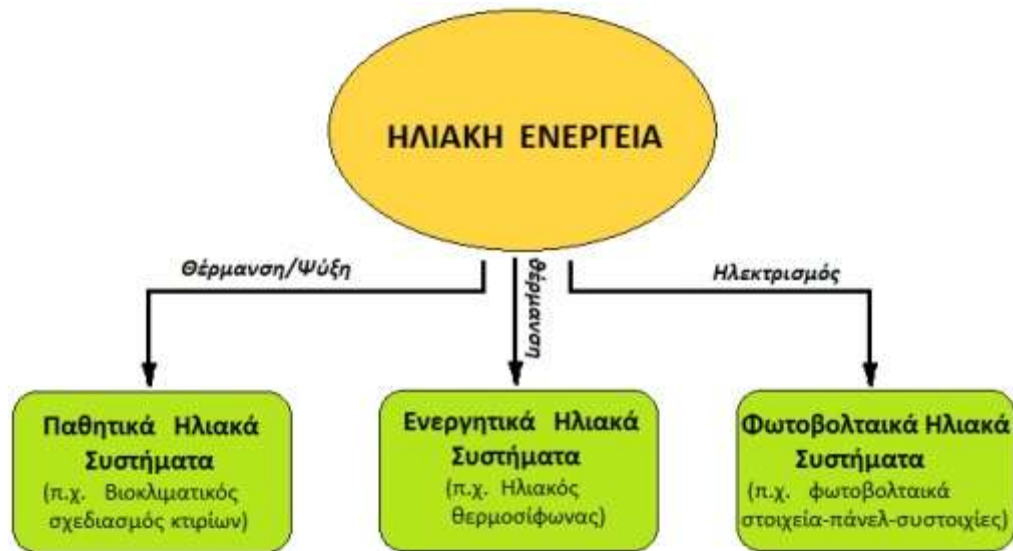 ΗΛΙΑΚΗ ΕΝΕΡΓΕΙΑ
Θέρμανση/Ψύξη
Θέρμανση
Ηλεκτρισμός
Παθητικά Ηλιακά
Συστήματα
(π.χ. Βιοκλιματικός
σχεδιασμός κτιρίων)
Ενεργητικά Ηλιακά
Συστήματα
(π.χ. Ηλιακός
θερμοσίφωνας)
Φωτοβολταικά Ηλιακά
Συστήματα
(π.χ. φωτοβολταικά
στοιχεία-πάνελ-συστοιχίες)